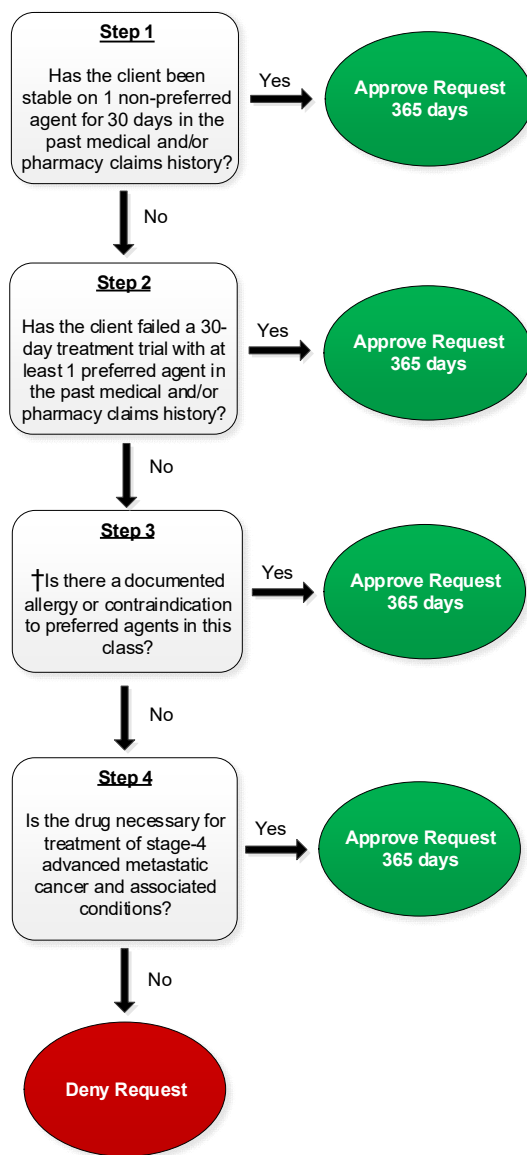 Step 1
Has the client been
stable on 1 non-preferred
agent for 30 days in the
past medical and/or
pharmacy claims history?
Yes
Approve Request
365 days
No
Step 2
Has the client failed a 30-
day treatment trial with at
least 1 preferred agent in
the past medical and/or
pharmacy claims history?
Yes
Approve Request
365 days
No
Step 3
†Is there a documented
allergy or contraindication
to preferred agents in this
class?
Yes
Approve Request
365 days
No
Step 4
Is the drug necessary for
treatment of stage-4
advanced metastatic
cancer and associated
conditions?
Yes
Approve Request
365 days
No
Deny Request